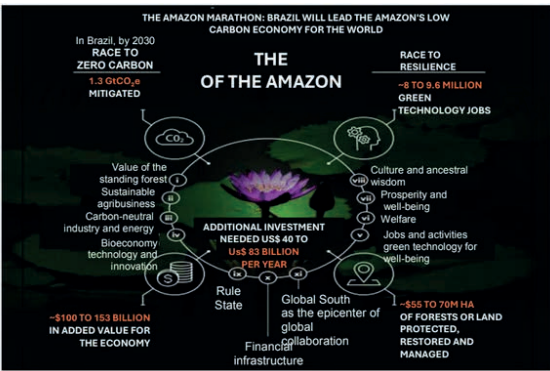 THE AMAZON MARATHON: BRAZIL WILL LEAD THE AMAZON'S LOW
CARBON ECONOMY FOR THE WORLD
In Brazil, by 2030
RACE TO
ZERO CARBON
1.3 GtCO₂e
MITIGATED
THE
OF THE AMAZON
RACE TO
RESILIENCE
~8 TO 9.6 MILLION
GREEN
TECHNOLOGY JOBS
CO₂
Value of the
standing forest
i
Sustainable
agribusiness
ii
Carbon-neutral
industry and energy
iii
Bioeconomy
technology and
innovation
iv
viii
Culture and ancestral
wisdom
vii
Prosperity and
well-being
vi
Welfare
v
Jobs and activities
green technology for
well-being
ADDITIONAL INVESTMENT
NEEDED US$ 40 TO
Us$ 83 BILLION
PER YEAR
ix
x
xi
Rule
State
Financial
infrastructure
Global South
as the epicenter of
global
collaboration
$
~$100 TO 153 BILLION
IN ADDED VALUE FOR
THE ECONOMY
~$55 TO 70M HA
OF FORESTS OR LAND
PROTECTED,
RESTORED AND
MANAGED